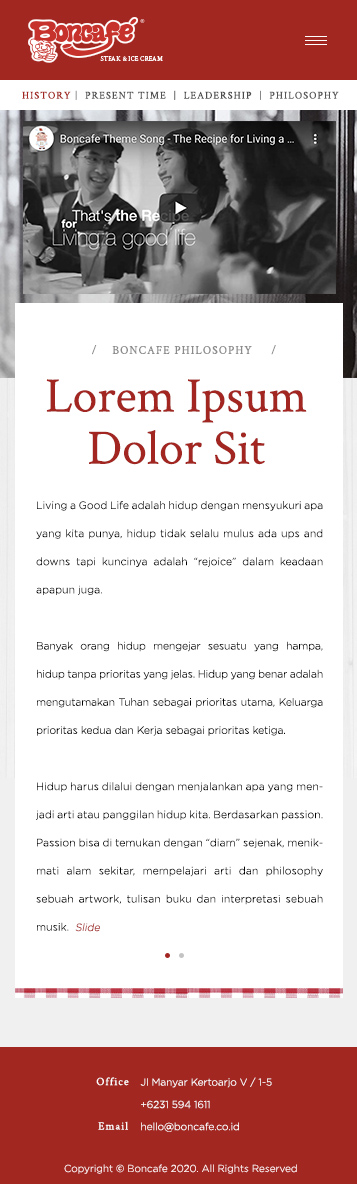 Boncafé®
STEAK & ICE CREAM
HISTORY | PRESENT TIME | LEADERSHIP | PHILOSOPHY
Boncafe Theme Song - The Recipe for Living a ...
That's the Recipe
for
Living a good life
/ BONCAFE PHILOSOPHY /
Lorem Ipsum
Dolor Sit
Living a Good Life adalah hidup dengan mensyukuri apa
yang kita punya, hidup tidak selalu mulus ada ups and
downs tapi kuncinya adalah “rejoice” dalam keadaan
apapun juga.
Banyak orang hidup mengejar sesuatu yang hampa,
hidup tanpa prioritas yang jelas. Hidup yang benar adalah
mengutamakan Tuhan sebagai prioritas utama, Keluarga
prioritas kedua dan Kerja sebagai prioritas ketiga.
Hidup harus dilalui dengan menjalankan apa yang men-
jadi arti atau panggilan hidup kita. Berdasarkan passion.
Passion bisa di temukan dengan “diam” sejenak, menik-
mati alam sekitar, mempelajari arti dan philosophy
sebuah artwork, tulisan buku dan interpretasi sebuah
musik. Slide
Office Jl Manyar Kertoarjo V / 1-5
+6231 594 1611
Email hello@boncafe.co.id
Copyright © Boncafe 2020. All Rights Reserved